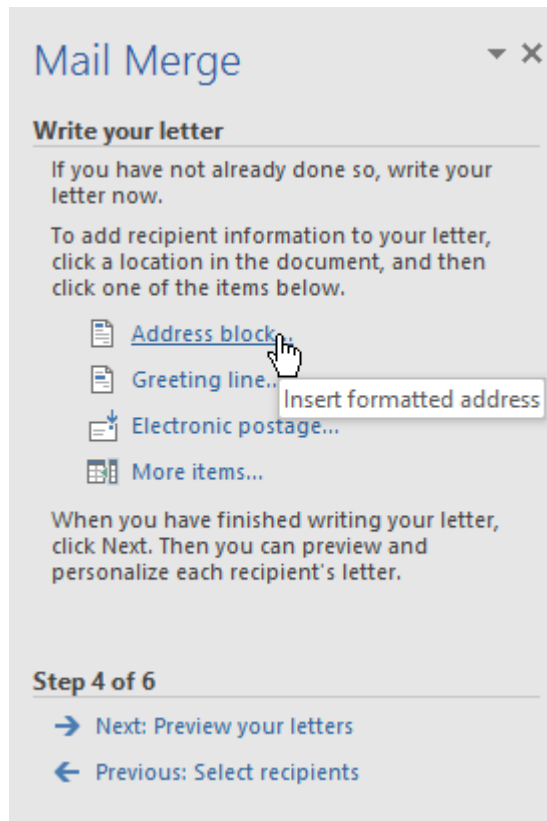 Mail Merge
Write your letter
If you have not already done so, write your
letter now.
To add recipient information to your letter,
click a location in the document, and then
click one of the items below.
Address block...
Greeting line...
Insert formatted address
Electronic postage...
More items...
When you have finished writing your letter,
click Next. Then you can preview and
personalize each recipient's letter.
Step 4 of 6
Next: Preview your letters
Previous: Select recipients